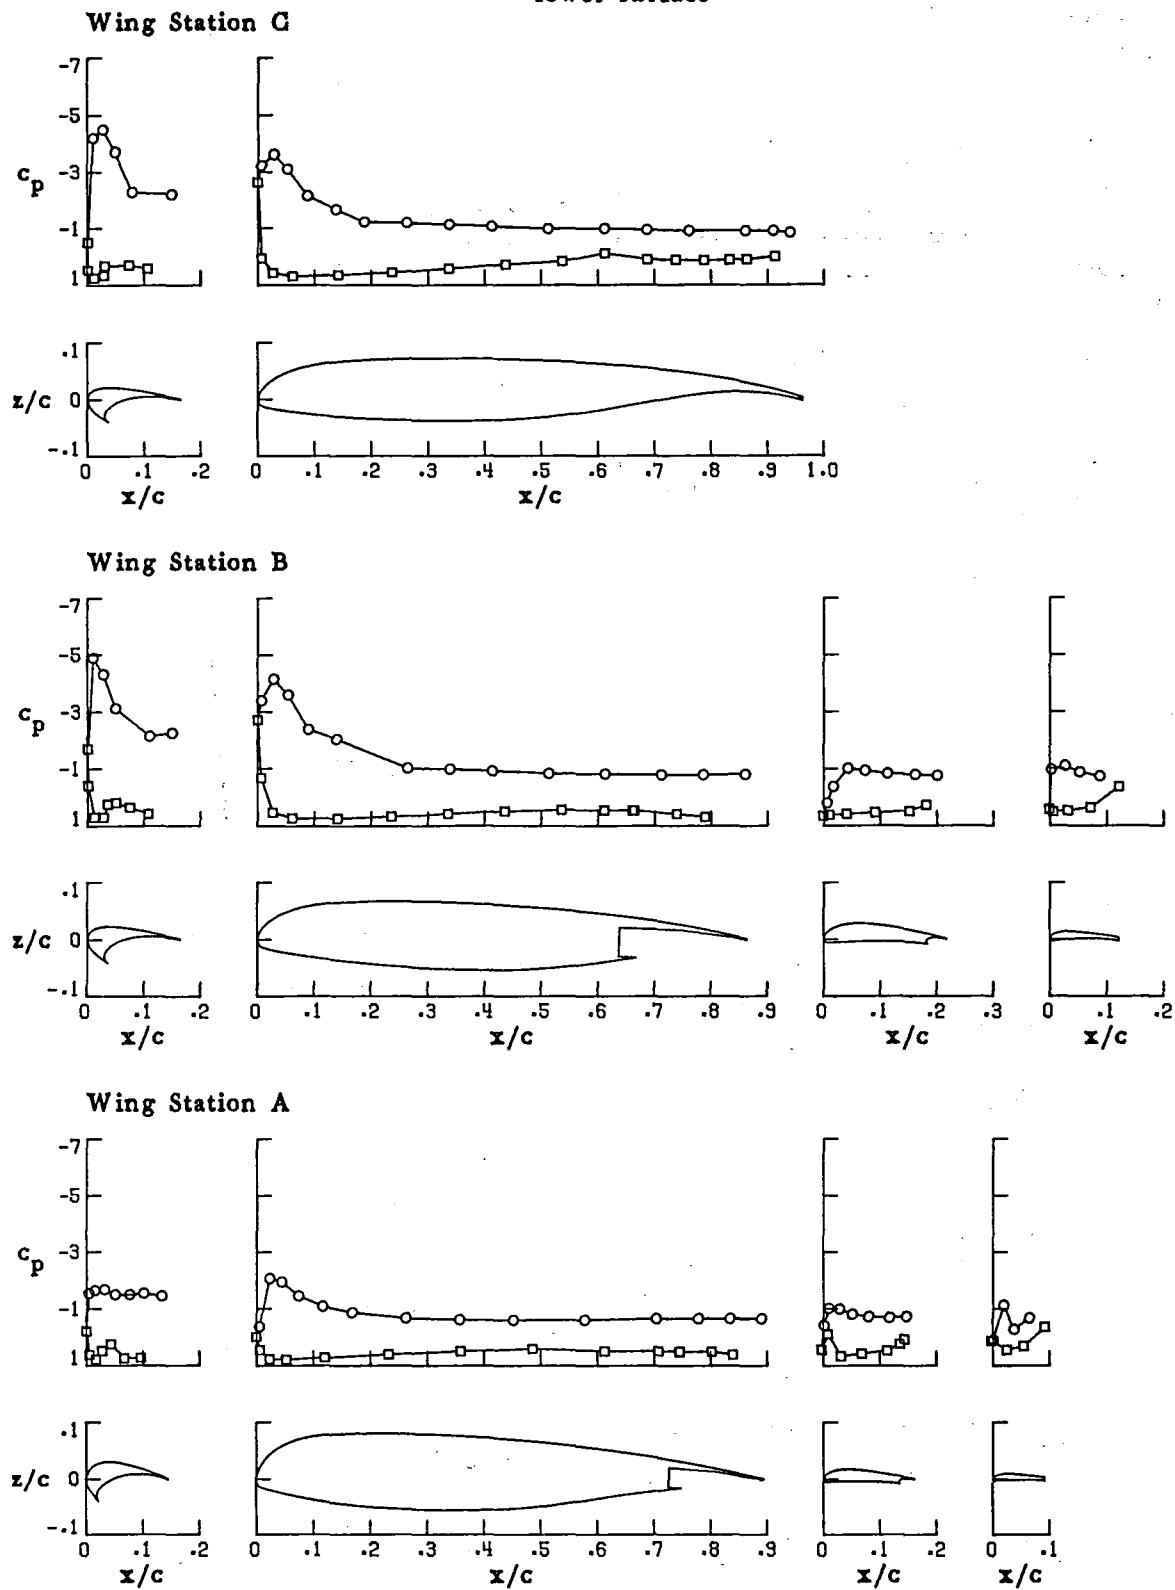 lower surface
Wing Station C
-7
-5
-3
-1
1
c_p
.1
0
-.1
z/c
0 .1 .2
x/c
0 .1 .2 .3 .4 .5 .6 .7 .8 .9 1.0
x/c
Wing Station B
-7
-5
-3
-1
1
c_p
.1
0
-.1
z/c
0 .1 .2
x/c
0 .1 .2 .3 .4 .5 .6 .7 .8 .9
x/c
0 .1 .2 .3
x/c
0 .1 .2
x/c
Wing Station A
-7
-5
-3
-1
1
c_p
.1
0
-.1
z/c
0 .1 .2
x/c
0 .1 .2 .3 .4 .5 .6 .7 .8 .9
x/c
0 .1 .2
x/c
0 .1
x/c